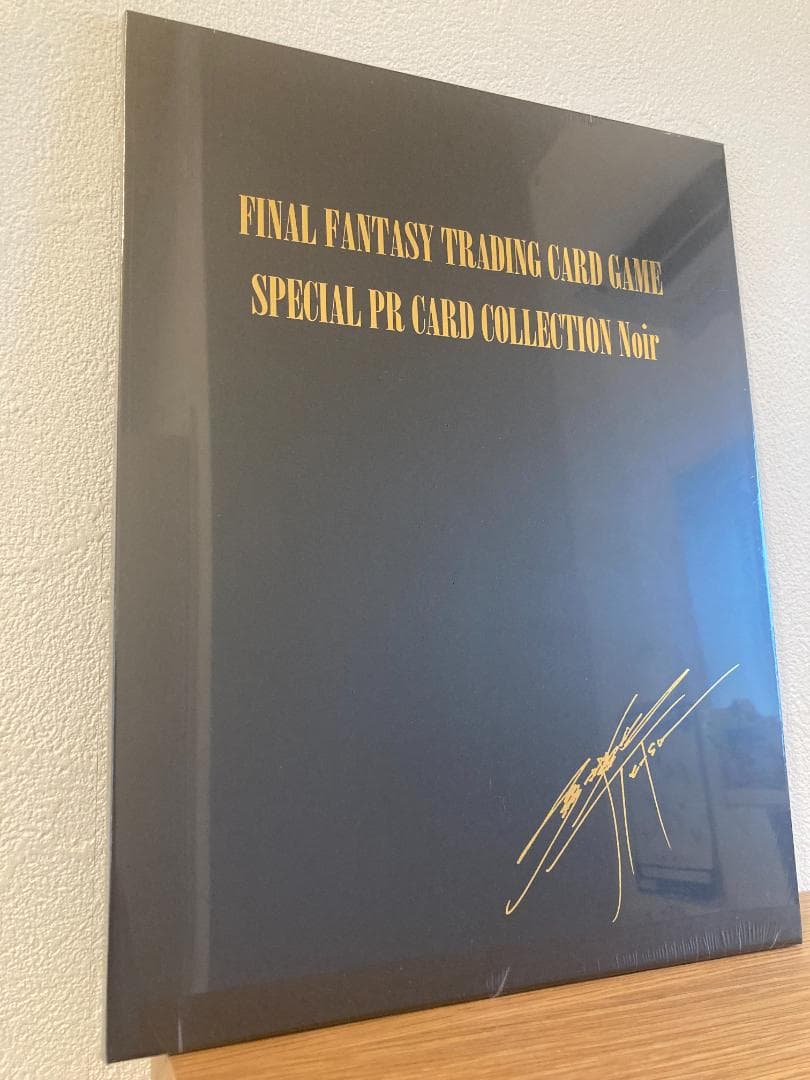 FINAL FANTASY TRADING CARD GAME
SPECIAL PR CARD COLLECTION Noir